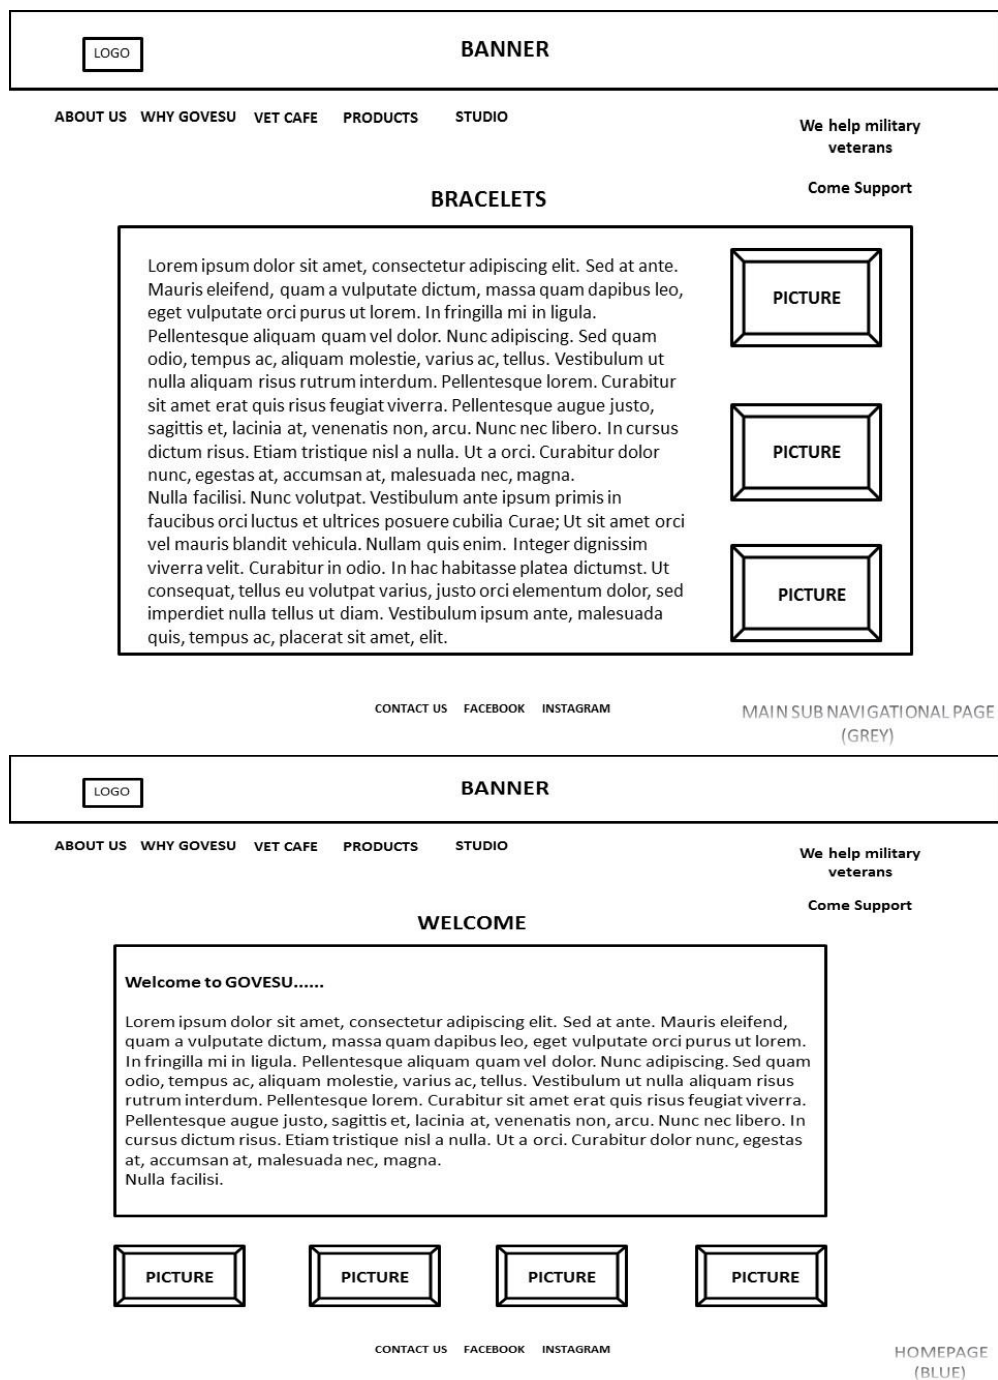 LOGO
BANNER
ABOUT US WHY GOVESU VET CAFE PRODUCTS STUDIO
We help military
veterans
Come Support
BRACELETS
Lorem ipsum dolor sit amet, consectetur adipiscing elit. Sed at ante.
Mauris eleifend, quam a vulputate dictum, massa quam dapibus leo,
eget vulputate orci purus ut lorem. In fringilla mi in ligula.
Pellentesque aliquam quam vel dolor. Nunc adipiscing. Sed quam
odio, tempus ac, aliquam molestie, varius ac, tellus. Vestibulum ut
nulla aliquam risus rutrum interdum. Pellentesque lorem. Curabitur
sit amet erat quis risus feugiat viverra. Pellentesque augue justo,
sagittis et, lacinia at, venenatis non, arcu. Nunc nec libero. In cursus
dictum risus. Etiam tristique nisl a nulla. Ut a orci. Curabitur dolor
nunc, egestas at, accumsan at, malesuada nec, magna.
Nulla facilisi. Nunc volutpat. Vestibulum ante ipsum primis in
faucibus orci luctus et ultrices posuere cubilia Curae; Ut sit amet orci
vel mauris blandit vehicula. Nullam quis enim. Integer dignissim
viverra velit. Curabitur in odio. In hac habitasse platea dictumst. Ut
consequat, tellus eu volutpat varius, justo orci elementum dolor, sed
imperdiet nulla tellus ut diam. Vestibulum ipsum ante, malesuada
quis, tempus ac, placerat sit amet, elit.
PICTURE
PICTURE
PICTURE
CONTACT US FACEBOOK INSTAGRAM
MAIN SUB NAVIGATIONAL PAGE
(GREY)
LOGO
BANNER
ABOUT US WHY GOVESU VET CAFE PRODUCTS STUDIO
We help military
veterans
Come Support
WELCOME
Welcome to GOVESU......
Lorem ipsum dolor sit amet, consectetur adipiscing elit. Sed at ante. Mauris eleifend,
quam a vulputate dictum, massa quam dapibus leo, eget vulputate orci purus ut lorem.
In fringilla mi in ligula. Pellentesque aliquam quam vel dolor. Nunc adipiscing. Sed quam
odio, tempus ac, aliquam molestie, varius ac, tellus. Vestibulum ut nulla aliquam risus
rutrum interdum. Pellentesque lorem. Curabitur sit amet erat quis risus feugiat viverra.
Pellentesque augue justo, sagittis et, lacinia at, venenatis non, arcu. Nunc nec libero. In
cursus dictum risus. Etiam tristique nisl a nulla. Ut a orci. Curabitur dolor nunc, egestas
at, accumsan at, malesuada nec, magna.
Nulla facilisi.
PICTURE PICTURE PICTURE PICTURE
CONTACT US FACEBOOK INSTAGRAM
HOMEPAGE
(BLUE)